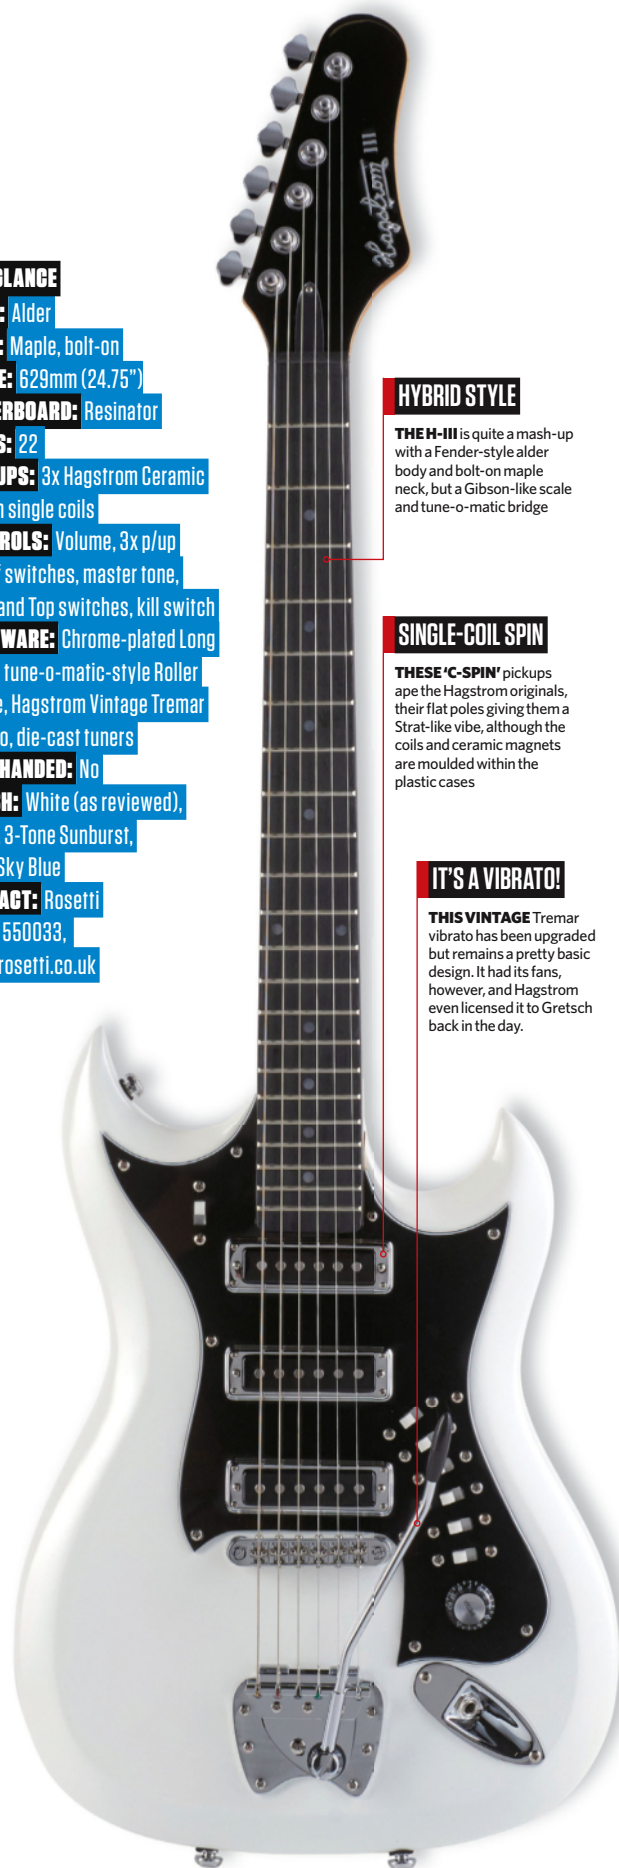 Hagstrom III
GLANCE
: Alder
: Maple, bolt-on
E: 629mm (24.75”)
ERBOARD: Resinator
S: 22
UPS: 3x Hagstrom Ceramic
n single coils
ROLS: Volume, 3x p/up
f switches, master tone,
and Top switches, kill switch
WARE: Chrome-plated Long
tune-o-matic-style Roller
e, Hagstrom Vintage Tremar
o, die-cast tuners
HANDED: No
H: White (as reviewed),
3-Tone Sunburst,
Sky Blue
ACT: Rosetti
550033,
rosetti.co.uk
HYBRID STYLE
THE H-III is quite a mash-up
with a Fender-style alder
body and bolt-on maple
neck, but a Gibson-like scale
and tune-o-matic bridge
SINGLE-COIL SPIN
THESE ‘C-SPIN’ pickups
ape the Hagstrom originals,
their flat poles giving them a
Strat-like vibe, although the
coils and ceramic magnets
are moulded within the
plastic cases
IT’S A VIBRATO!
THIS VINTAGE Tremar
vibrato has been upgraded
but remains a pretty basic
design. It had its fans,
however, and Hagstrom
even licensed it to Gretsch
back in the day.